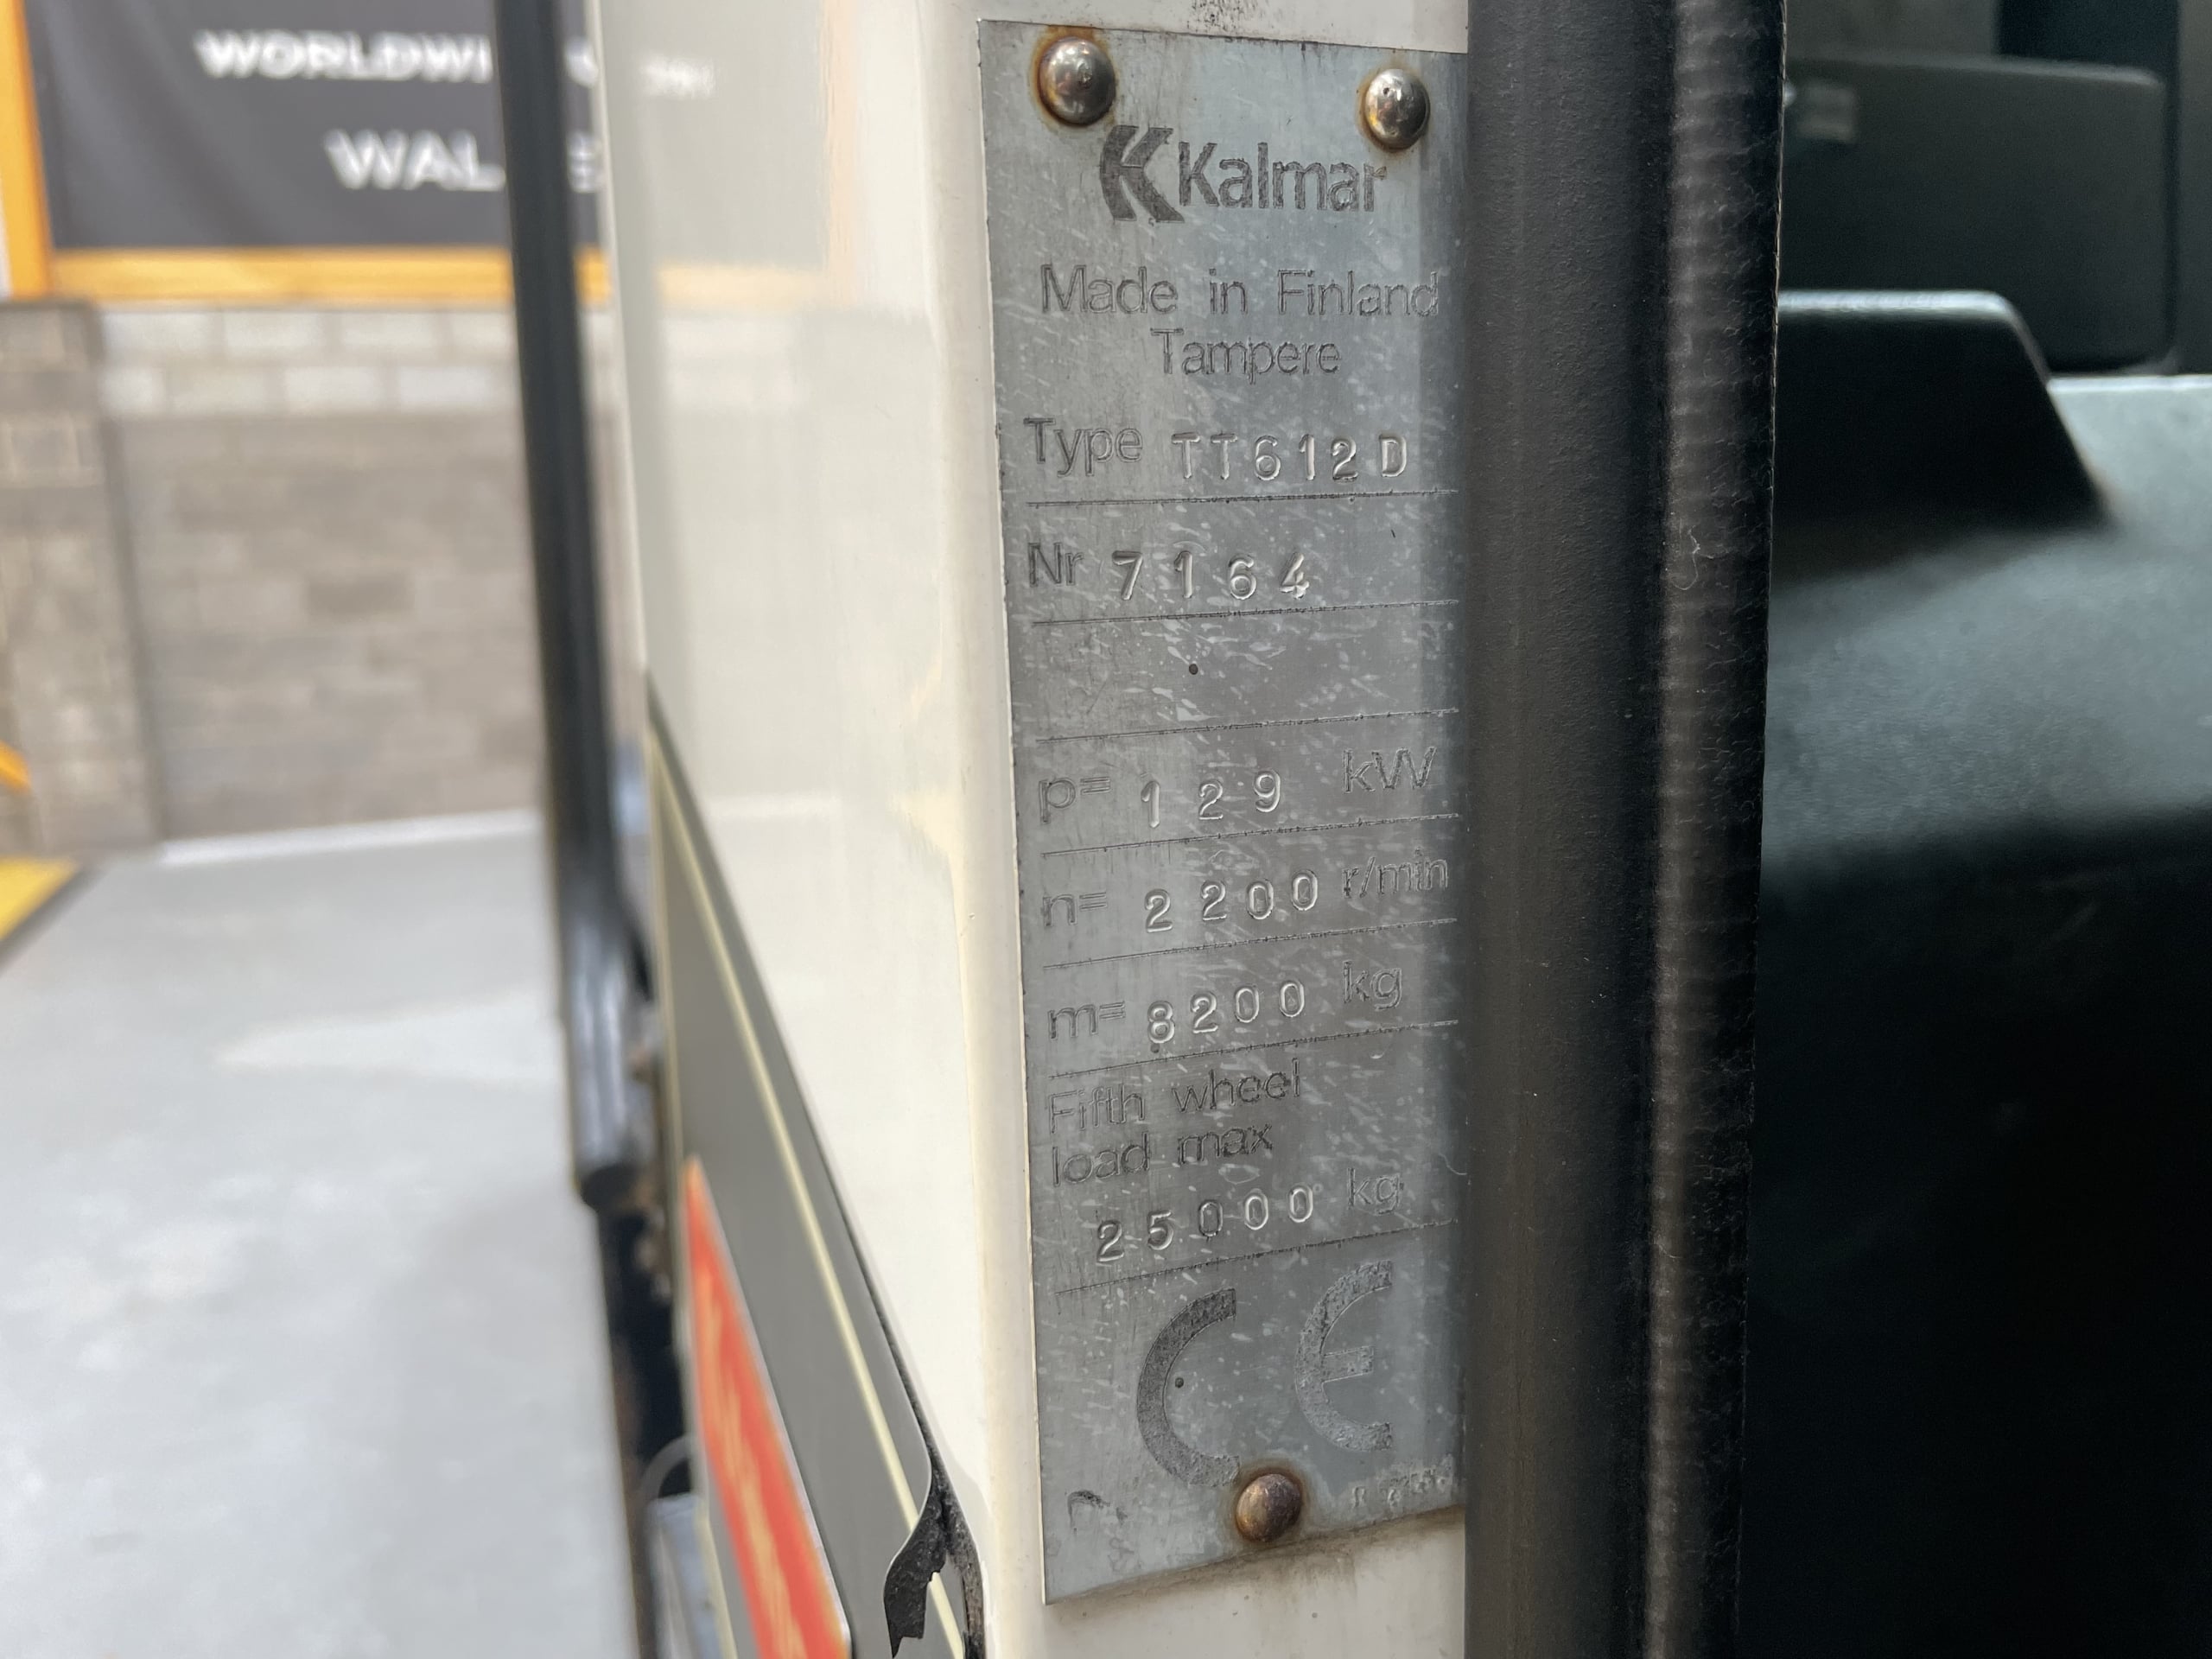 Kalmar
Made in Finland
Tampere
Type TT612D
Nr 7164
p= 129 kW
n= 2200 r/min
m= 8200 kg
Fifth wheel
load max
25000 kg
CE